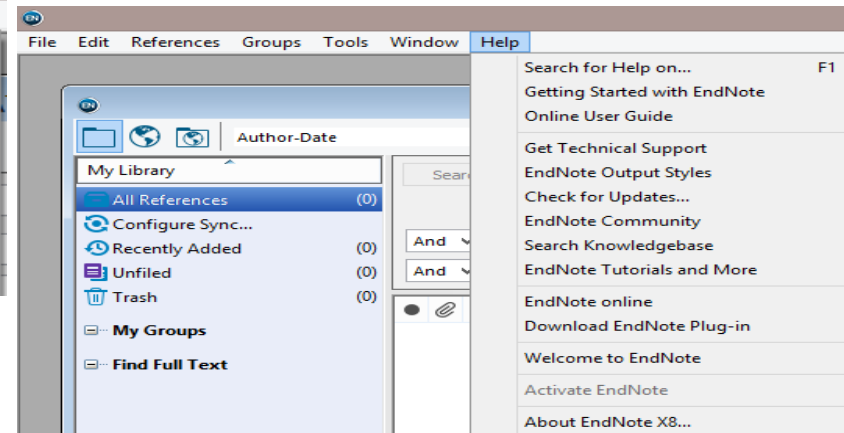 EN
File Edit References Groups Tools Window Help
Search for Help on... F1
Getting Started with EndNote
Online User Guide
Get Technical Support
EndNote Output Styles
Check for Updates...
EndNote Community
Search Knowledgebase
EndNote Tutorials and More
EndNote online
Download EndNote Plug-in
Welcome to EndNote
Activate EndNote
About EndNote X8...
EN
Author-Date
My Library
All References (0)
Configure Sync...
Recently Added (0)
Unfiled (0)
Trash (0)
My Groups
Find Full Text
Sear
And
And